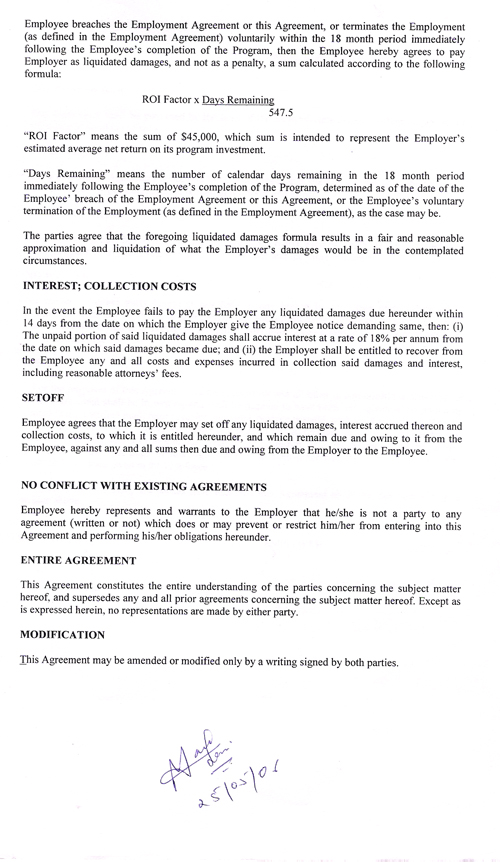 Employee breaches the Employment Agreement or this Agreement, or terminates the Employment
(as defined in the Employment Agreement) voluntarily within the 18 month period immediately
following the Employee's completion of the Program, then the Employee hereby agrees to pay
Employer as liquidated damages, and not as a penalty, a sum calculated according to the following
formula:
ROI Factor x Days Remaining
547.5
"ROI Factor" means the sum of $45,000, which sum is intended to represent the Employer's
estimated average net return on its program investment.
"Days Remaining" means the number of calendar days remaining in the 18 month period
immediately following the Employee's completion of the Program, determined as of the date of the
Employee' breach of the Employment Agreement or this Agreement, or the Employee's voluntary
termination of the Employment (as defined in the Employment Agreement), as the case may be.
The parties agree that the foregoing liquidated damages formula results in a fair and reasonable
approximation and liquidation of what the Employer's damages would be in the contemplated
circumstances.
INTEREST; COLLECTION COSTS
In the event the Employee fails to pay the Employer any liquidated damages due hereunder within
14 days from the date on which the Employer give the Employee notice demanding same, then: (i)
The unpaid portion of said liquidated damages shall accrue interest at a rate of 18% per annum from
the date on which said damages became due; and (ii) the Employer shall be entitled to recover from
the Employee any and all costs and expenses incurred in collection said damages and interest,
including reasonable attorneys' fees.
SETOFF
Employee agrees that the Employer may set off any liquidated damages, interest accrued thereon and
collection costs, to which it is entitled hereunder, and which remain due and owing to it from the
Employee, against any and all sums then due and owing from the Employer to the Employee.
NO CONFLICT WITH EXISTING AGREEMENTS
Employee hereby represents and warrants to the Employer that he/she is not a party to any
agreement (written or not) which does or may prevent or restrict him/her from entering into this
Agreement and performing his/her obligations hereunder.
ENTIRE AGREEMENT
This Agreement constitutes the entire understanding of the parties concerning the subject matter
hereof, and supersedes any and all prior agreements concerning the subject matter hereof. Except as
is expressed herein, no representations are made by either party.
MODIFICATION
This Agreement may be amended or modified only by a writing signed by both parties.
25/05/06